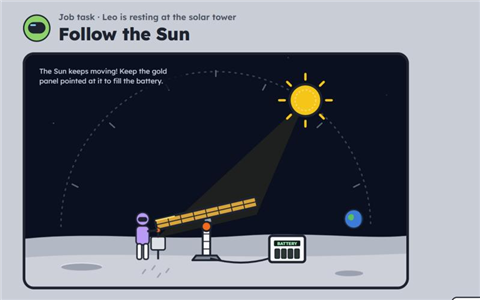 Job task · Leo is resting at the solar tower
Follow the Sun
The Sun keeps moving! Keep the gold
panel pointed at it to fill the battery.
BATTERY